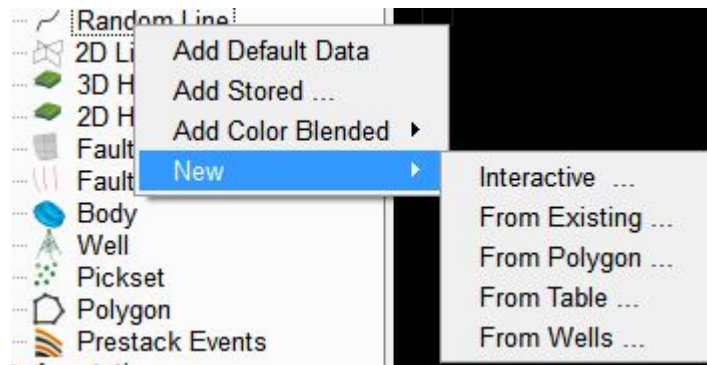 Random Line
2D Li
3D H
2D H
Fault
Fault
Body
Well
Pickset
Polygon
Prestack Events
Add Default Data
Add Stored ...
Add Color Blended
New
Interactive ...
From Existing ...
From Polygon ...
From Table ...
From Wells ...